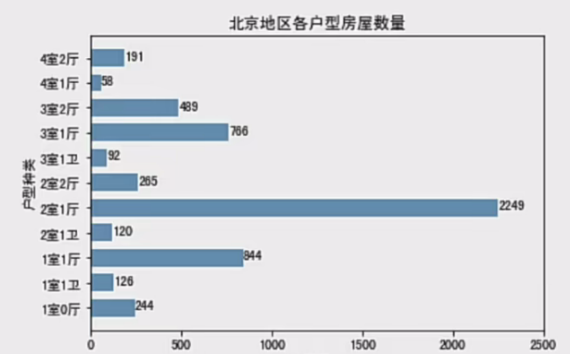 北京地区各户型房屋数量
户型种类
4室2厅 191
4室1厅 58
3室2厅 489
3室1厅 766
3室1卫 92
2室2厅 265
2室1厅 2249
2室1卫 120
1室1厅 844
1室1卫 126
1室0厅 244
0 500 1000 1500 2000 2500